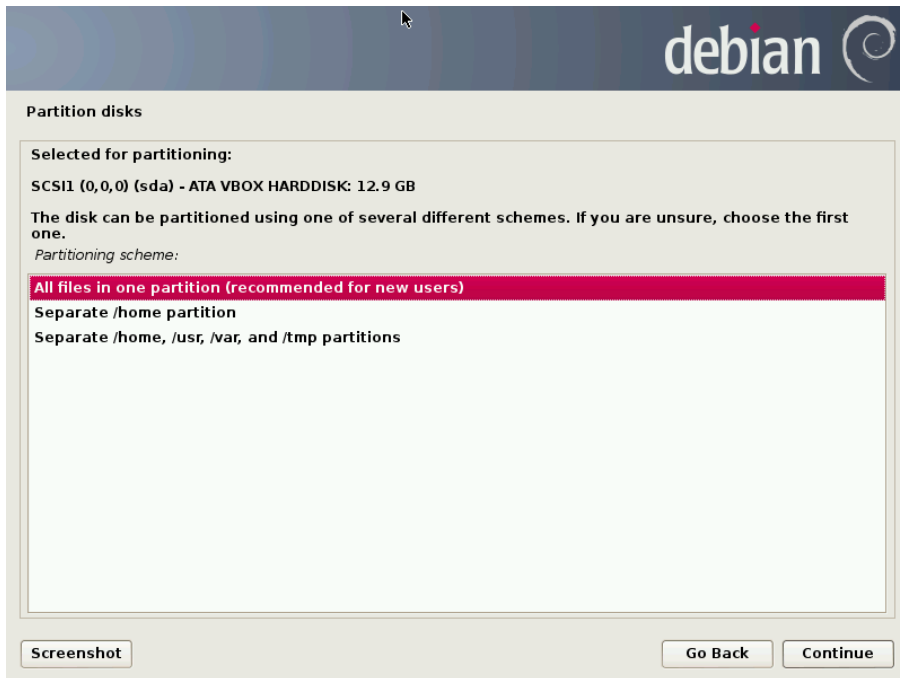 debian
Partition disks
Selected for partitioning:
SCSI1 (0,0,0) (sda) - ATA VBOX HARDDISK: 12.9 GB
The disk can be partitioned using one of several different schemes. If you are unsure, choose the first
one.
Partitioning scheme:
All files in one partition (recommended for new users)
Separate /home partition
Separate /home, /usr, /var, and /tmp partitions
Screenshot
Go Back
Continue